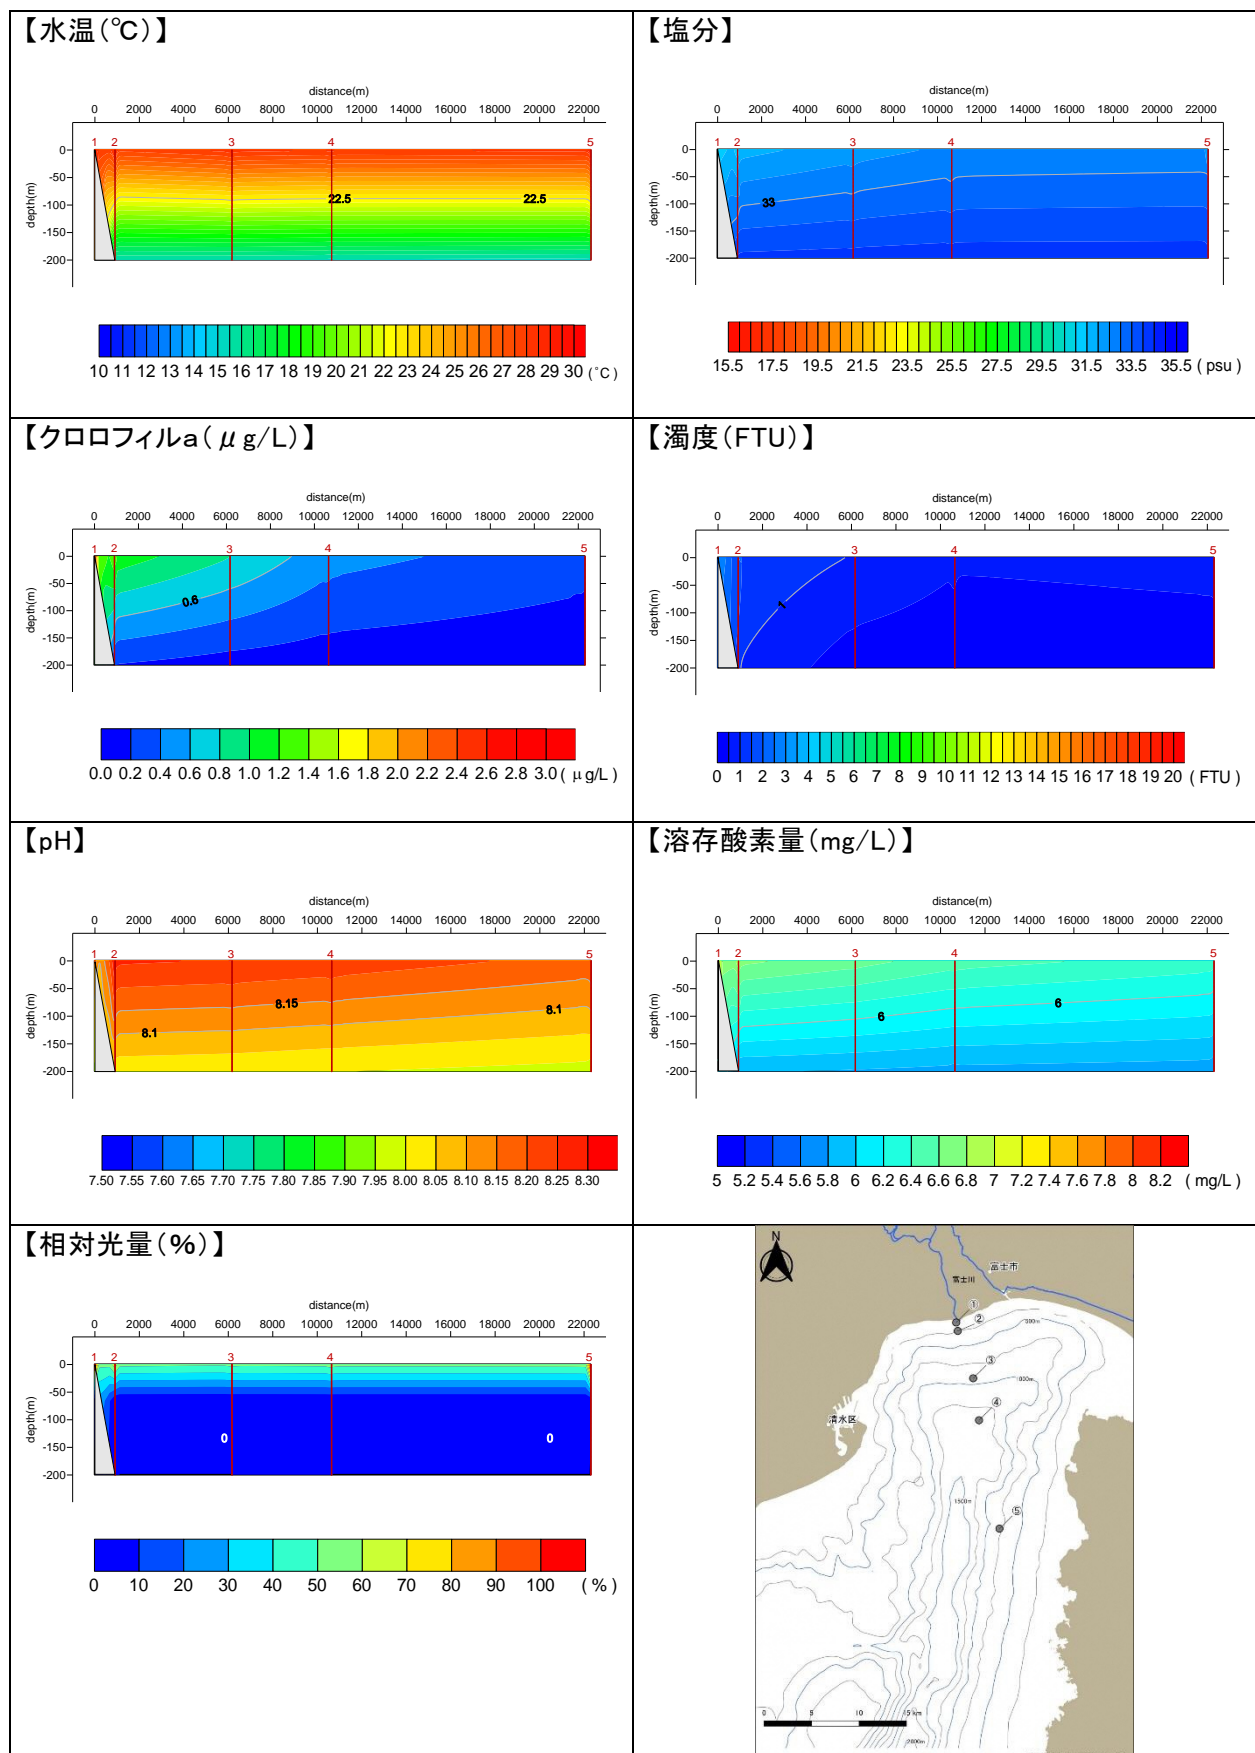 【水温(℃)】
distance(m)
0 2000 4000 6000 8000 10000 12000 14000 16000 18000 20000 22000
1 2 3 4 5
0
-50
-100
-150
-200
depth(m)
22.5 22.5
10 11 12 13 14 15 16 17 18 19 20 21 22 23 24 25 26 27 28 29 30 (℃)
【塩分】
distance(m)
0 2000 4000 6000 8000 10000 12000 14000 16000 18000 20000 22000
1 2 3 4 5
0
-50
-100
-150
-200
depth(m)
33
15.5 17.5 19.5 21.5 23.5 25.5 27.5 29.5 31.5 33.5 35.5 (psu)
【クロロフィルa(μg/L)】
distance(m)
0 2000 4000 6000 8000 10000 12000 14000 16000 18000 20000 22000
1 2 3 4 5
0
-50
-100
-150
-200
depth(m)
0.6
0.0 0.2 0.4 0.6 0.8 1.0 1.2 1.4 1.6 1.8 2.0 2.2 2.4 2.6 2.8 3.0 (μg/L)
【濁度(FTU)】
distance(m)
0 2000 4000 6000 8000 10000 12000 14000 16000 18000 20000 22000
1 2 3 4 5
0
-50
-100
-150
-200
depth(m)
1
0 1 2 3 4 5 6 7 8 9 10 11 12 13 14 15 16 17 18 19 20 (FTU)
【pH】
distance(m)
0 2000 4000 6000 8000 10000 12000 14000 16000 18000 20000 22000
1 2 3 4 5
0
-50
-100
-150
-200
depth(m)
8.15
8.1 8.1
7.50 7.55 7.60 7.65 7.70 7.75 7.80 7.85 7.90 7.95 8.00 8.05 8.10 8.15 8.20 8.25 8.30
【溶存酸素量(mg/L)】
distance(m)
0 2000 4000 6000 8000 10000 12000 14000 16000 18000 20000 22000
1 2 3 4 5
0
-50
-100
-150
-200
depth(m)
6 6
5 5.2 5.4 5.6 5.8 6 6.2 6.4 6.6 6.8 7 7.2 7.4 7.6 7.8 8 8.2 (mg/L)
【相対光量(%)】
distance(m)
0 2000 4000 6000 8000 10000 12000 14000 16000 18000 20000 22000
1 2 3 4 5
0
-50
-100
-150
-200
depth(m)
0 0
0 10 20 30 40 50 60 70 80 90 100 (%)
N
富士市
富士川
①
②
500m
③
④
清水区
1500m
⑤
0 5 10 15 km
2000m